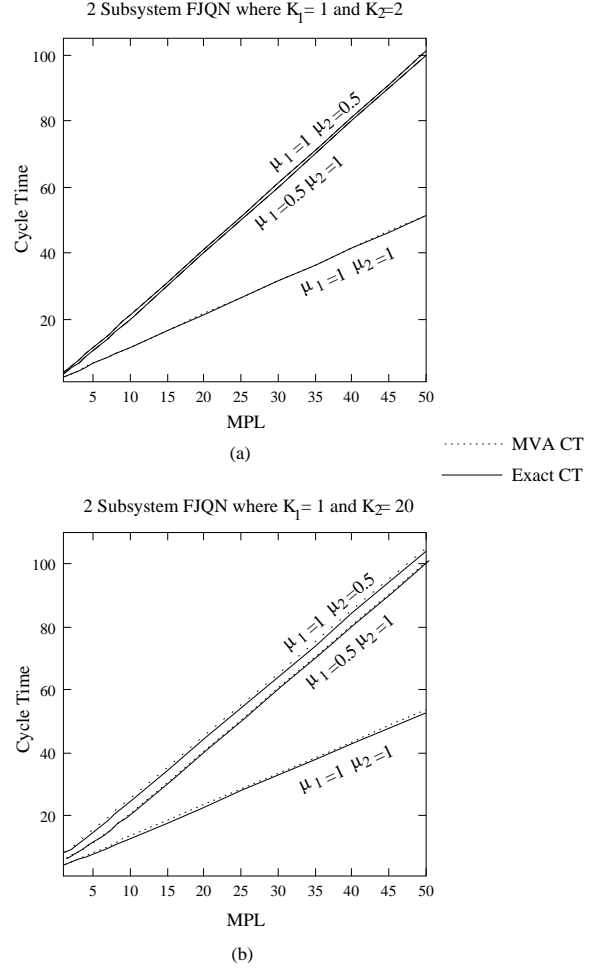 2 Subsystem FJQN where K₁= 1 and K₂=2
100
80
60
40
20
Cycle Time
μ₁=1 μ₂=0.5
μ₁=0.5 μ₂=1
μ₁=1 μ₂=1
5 10 15 20 25 30 35 40 45 50
MPL
(a)
MVA CT
Exact CT
2 Subsystem FJQN where K₁= 1 and K₂= 20
100
80
60
40
20
Cycle Time
μ₁=1 μ₂=0.5
μ₁=0.5 μ₂=1
μ₁=1 μ₂=1
5 10 15 20 25 30 35 40 45 50
MPL
(b)